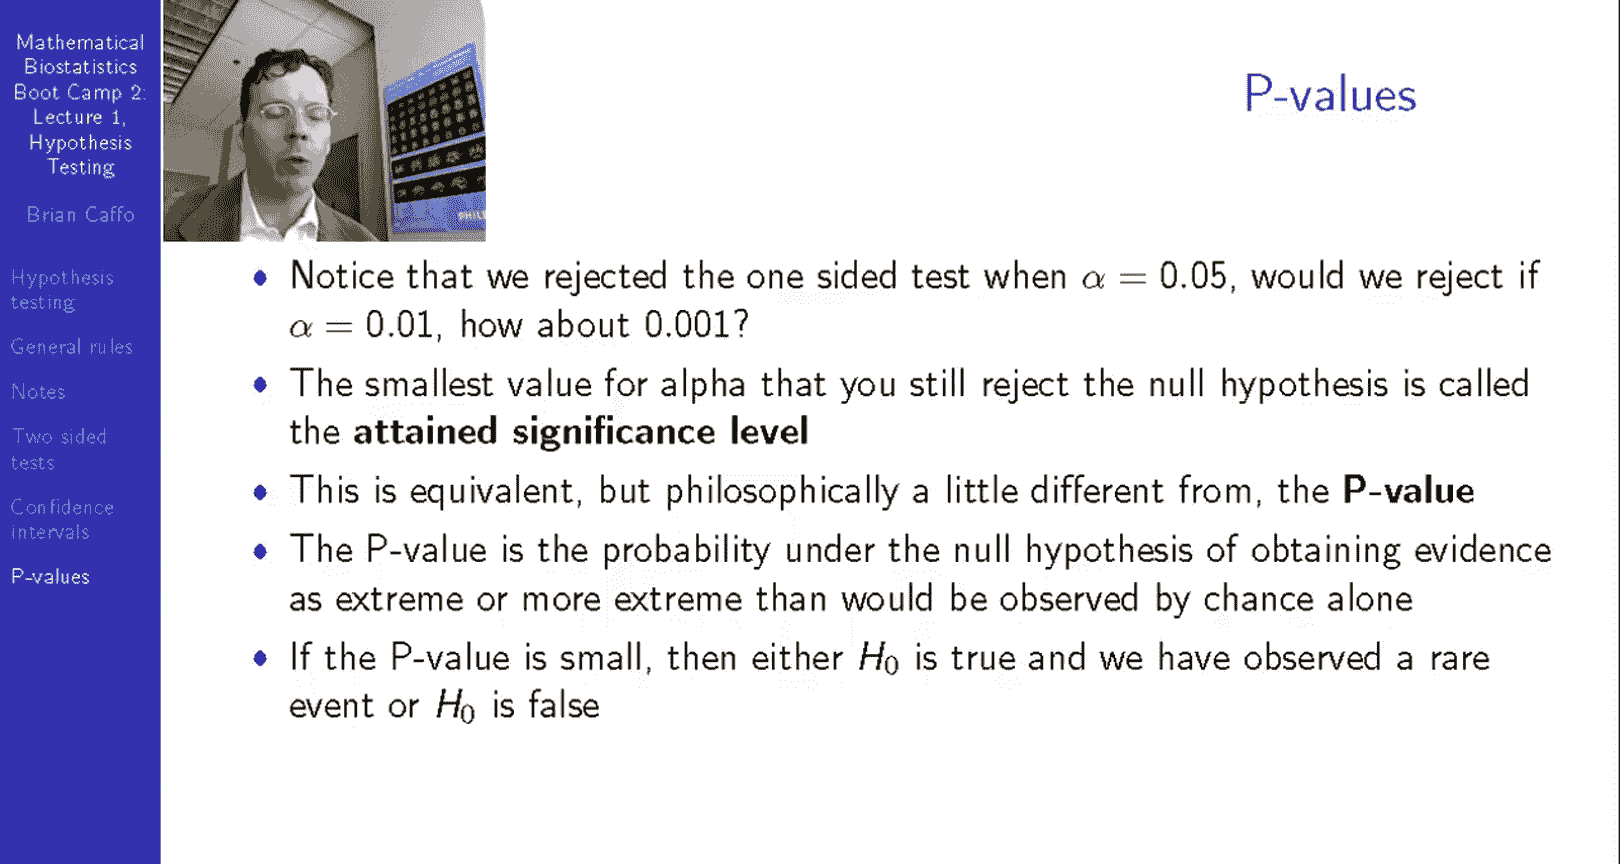 Mathematical
Biostatistics
Boot Camp 2:
Lecture 1,
Hypothesis
Testing
Brian Caffo
Hypothesis
testing
General rules
Notes
Two sided
tests
Confidence
intervals
P-values
PHIL
P-values
Notice that we rejected the one sided test when α = 0.05, would we reject if
α = 0.01, how about 0.001?
The smallest value for alpha that you still reject the null hypothesis is called
the attained significance level
This is equivalent, but philosophically a little different from, the P-value
The P-value is the probability under the null hypothesis of obtaining evidence
as extreme or more extreme than would be observed by chance alone
If the P-value is small, then either H₀ is true and we have observed a rare
event or H₀ is false